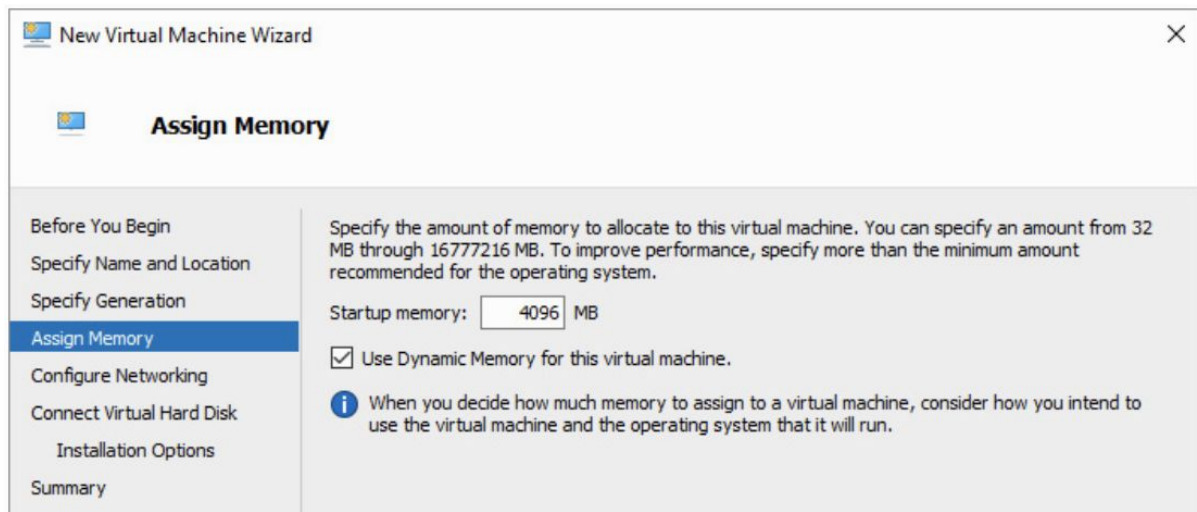 New Virtual Machine Wizard
Assign Memory
Before You Begin
Specify Name and Location
Specify Generation
Assign Memory
Configure Networking
Connect Virtual Hard Disk
Installation Options
Summary
Specify the amount of memory to allocate to this virtual machine. You can specify an amount from 32
MB through 16777216 MB. To improve performance, specify more than the minimum amount
recommended for the operating system.
Startup memory: 4096 MB
Use Dynamic Memory for this virtual machine.
When you decide how much memory to assign to a virtual machine, consider how you intend to
use the virtual machine and the operating system that it will run.